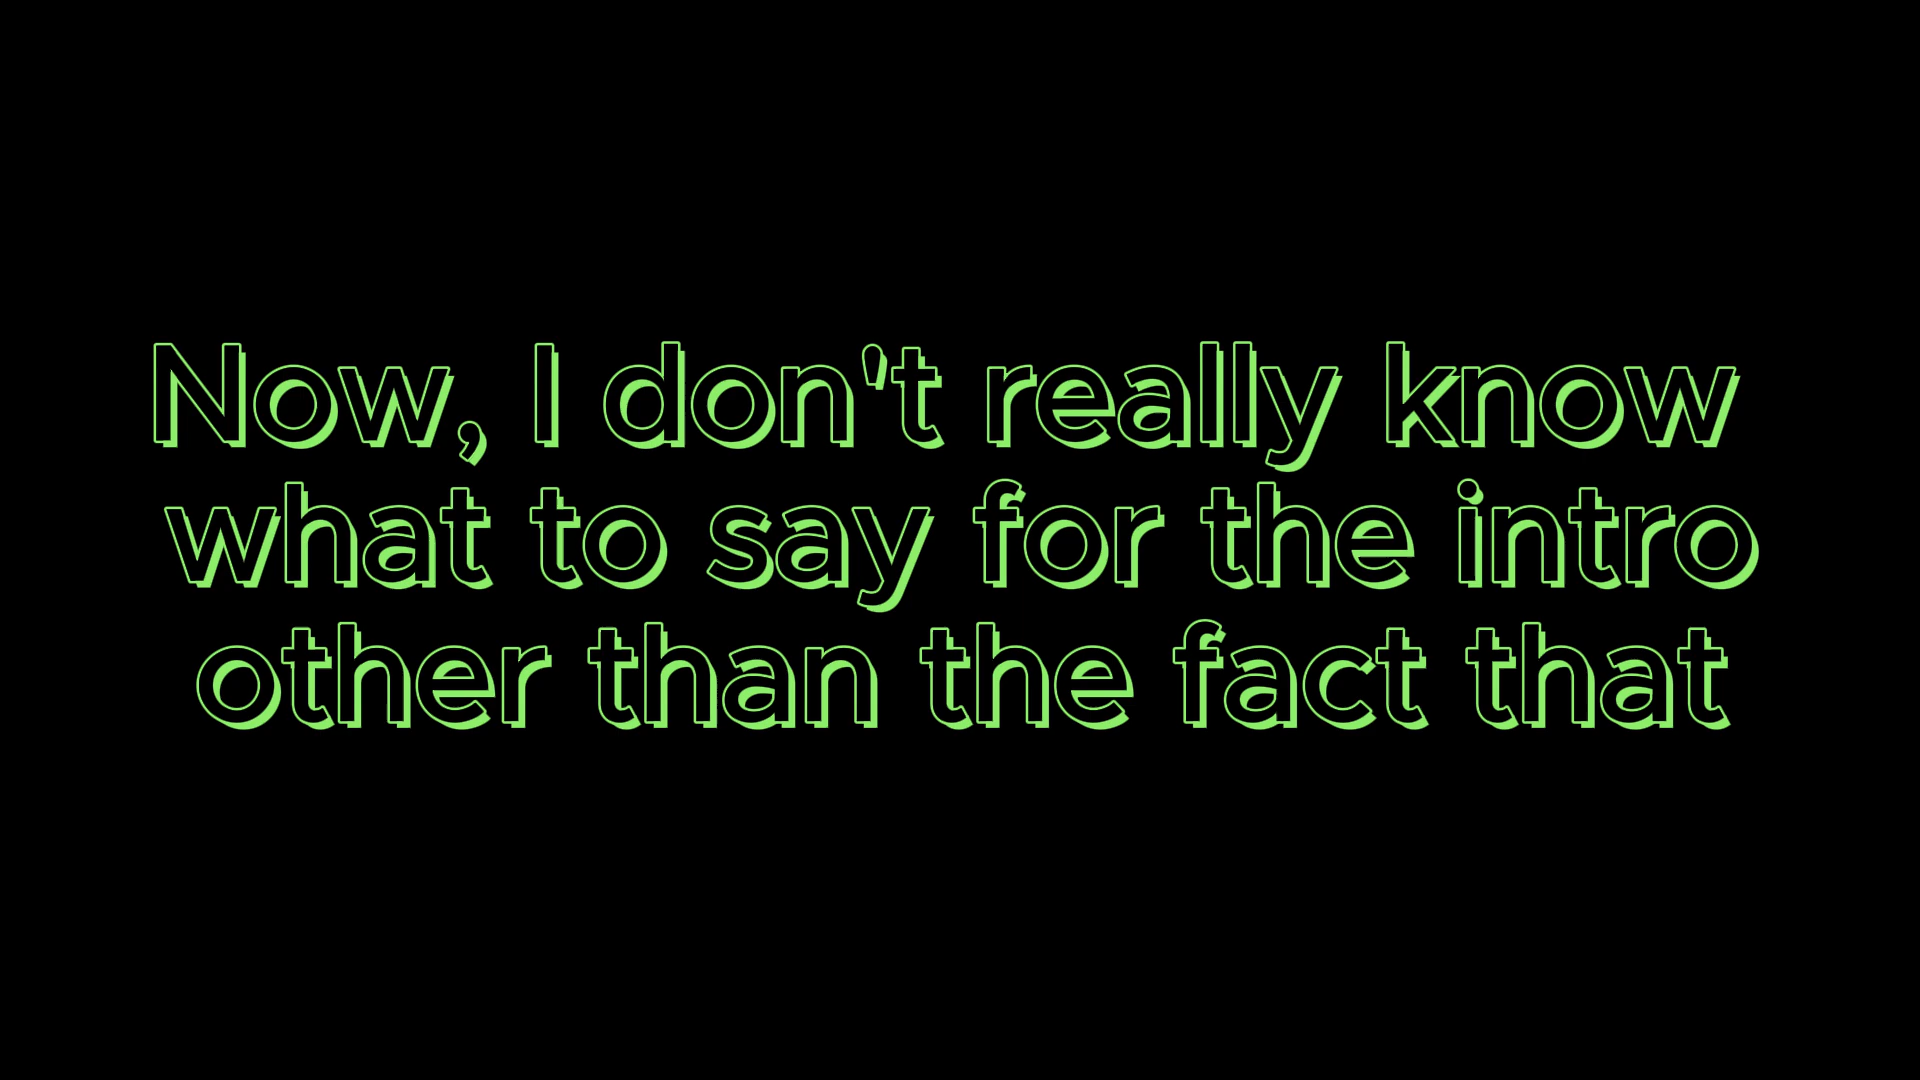 Now, I don't really know
what to say for the intro
other than the fact that